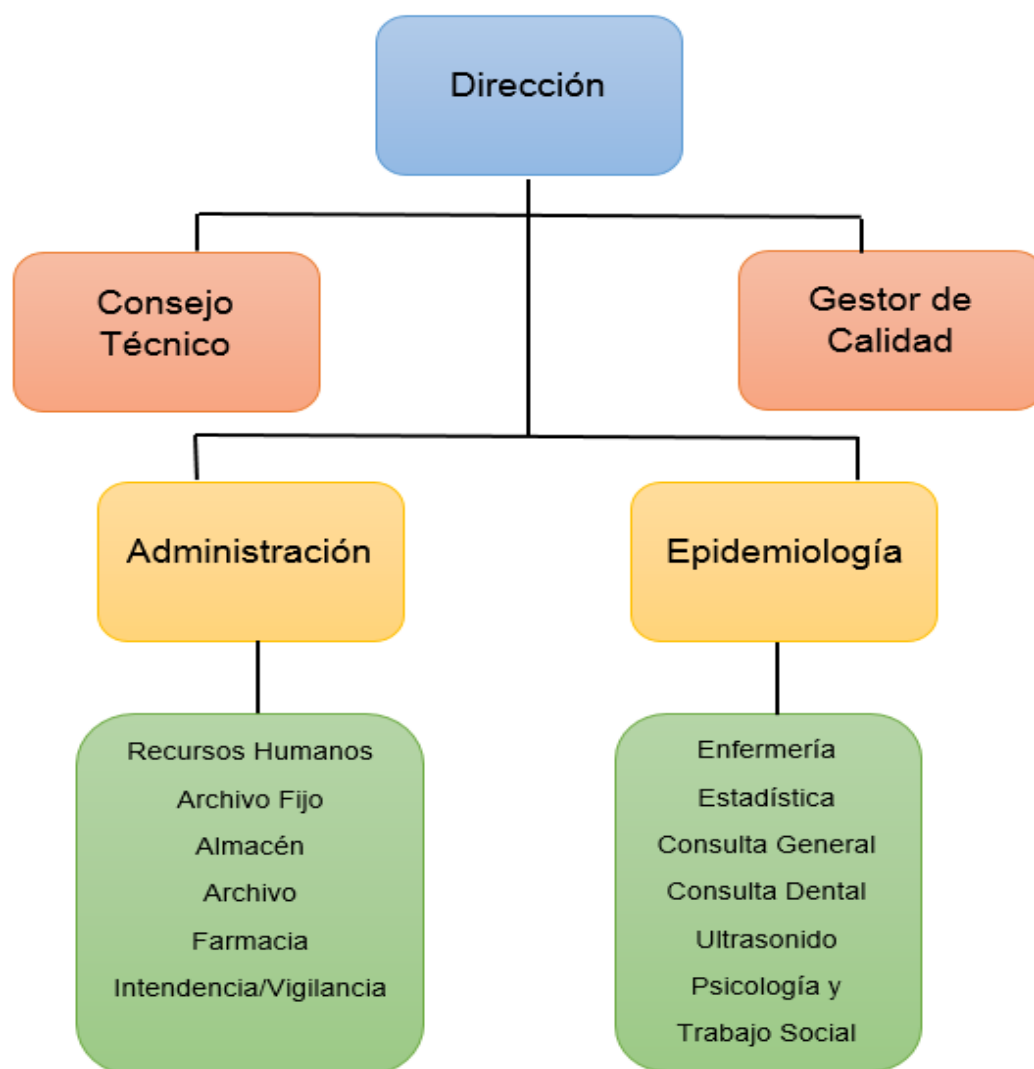 Dirección
Consejo
Técnico
Gestor de
Calidad
Administración
Epidemiología
Recursos Humanos
Archivo Fijo
Almacén
Archivo
Farmacia
Intendencia/Vigilancia
Enfermería
Estadística
Consulta General
Consulta Dental
Ultrasonido
Psicología y
Trabajo Social